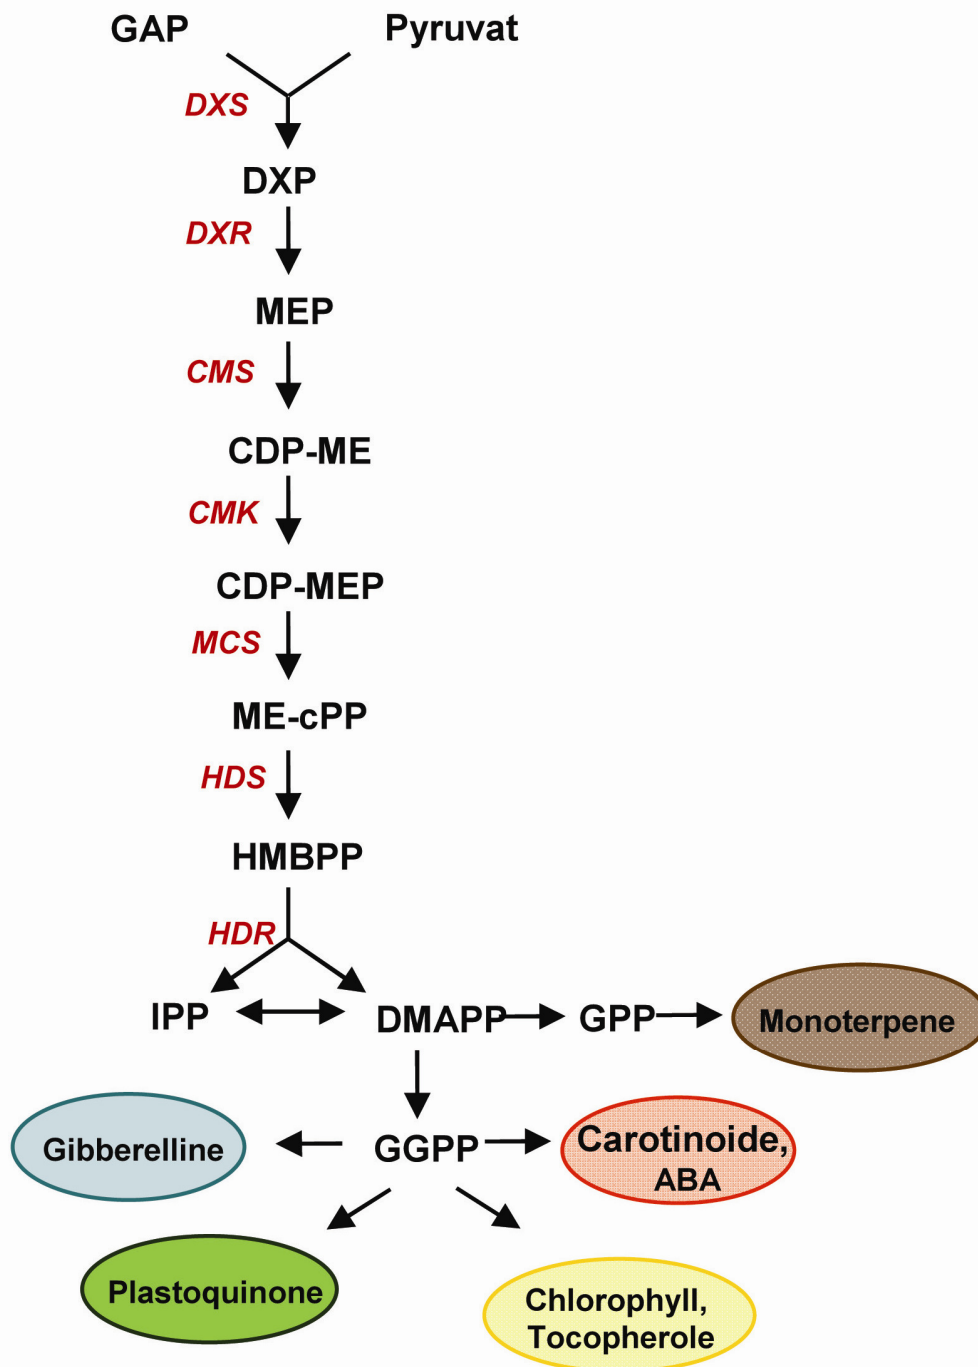 GAP Pyruvat
DXS
DXP
DXR
MEP
CMS
CDP-ME
CMK
CDP-MEP
MCS
ME-cPP
HDS
HMBPP
HDR
IPP DMAPP GPP Monoterpene
Gibberelline GGPP Carotinoide,
ABA
Plastoquinone
Chlorophyll,
Tocopherole